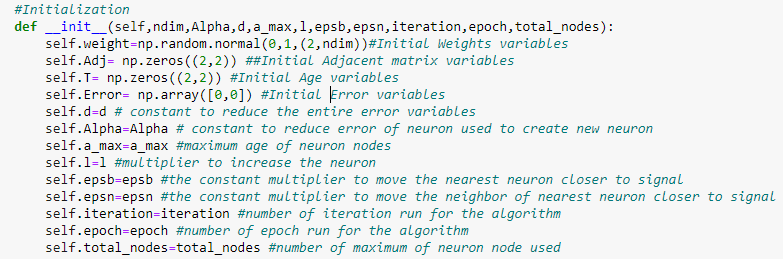 #Initialization
def __init__(self,ndim,Alpha,d,a_max,l,epsb,epsn,iteration,epoch,total_nodes):
    self.weight=np.random.normal(0,1,(2,ndim))#Initial Weights variables
    self.Adj= np.zeros((2,2)) ##Initial Adjacent matrix variables
    self.T= np.zeros((2,2)) #Initial Age variables
    self.Error= np.array([0,0]) #Initial Error variables
    self.d=d # constant to reduce the entire error variables
    self.Alpha=Alpha # constant to reduce error of neuron used to create new neuron
    self.a_max=a_max #maximum age of neuron nodes
    self.l=l #multiplier to increase the neuron
    self.epsb=epsb #the constant multiplier to move the nearest neuron closer to signal
    self.epsn=epsn #the constant multiplier to move the neighbor of nearest neuron closer to signal
    self.iteration=iteration #number of iteration run for the algorithm
    self.epoch=epoch #number of epoch run for the algorithm
    self.total_nodes=total_nodes #number of maximum of neuron node used